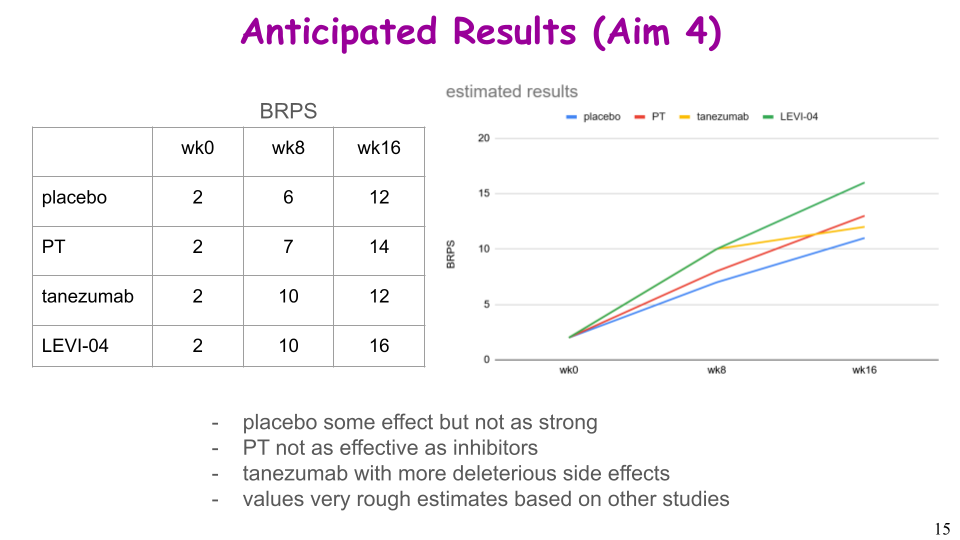 Anticipated Results (Aim 4)
BRPS
wk0 wk8 wk16
placebo 2 6 12
PT 2 7 14
tanezumab 2 10 12
LEVI-04 2 10 16
estimated results
placebo PT tanezumab LEVI-04
20
15
10
5
0
BRPS
wk0 wk8 wk16
- placebo some effect but not as strong
- PT not as effective as inhibitors
- tanezumab with more deleterious side effects
- values very rough estimates based on other studies
15